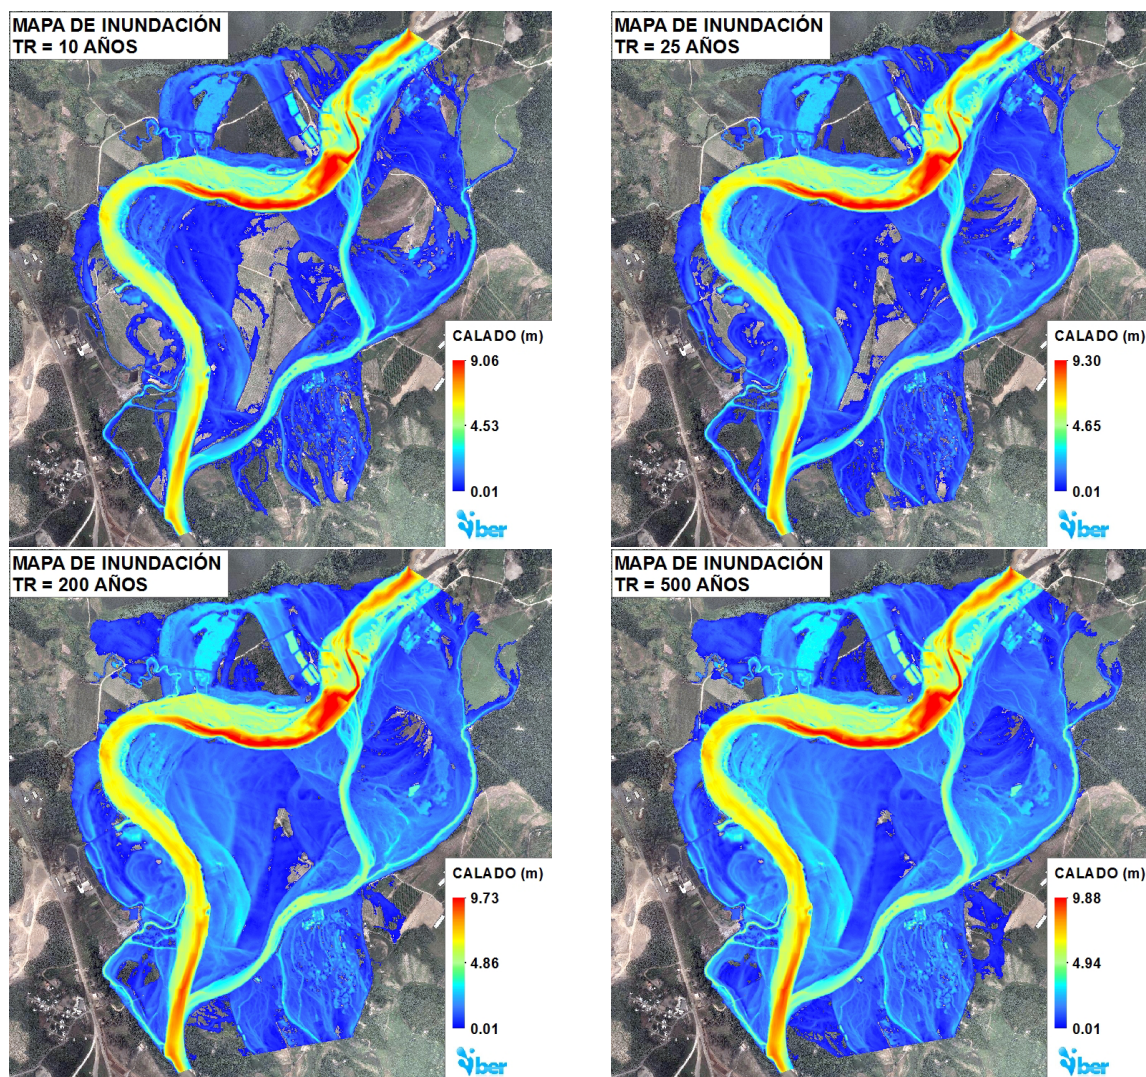 MAPA DE INUNDACIÓN
TR = 10 AÑOS
CALADO (m)
9.06
4.53
0.01
iber
MAPA DE INUNDACIÓN
TR = 25 AÑOS
CALADO (m)
9.30
4.65
0.01
iber
MAPA DE INUNDACIÓN
TR = 200 AÑOS
CALADO (m)
9.73
4.86
0.01
iber
MAPA DE INUNDACIÓN
TR = 500 AÑOS
CALADO (m)
9.88
4.94
0.01
iber